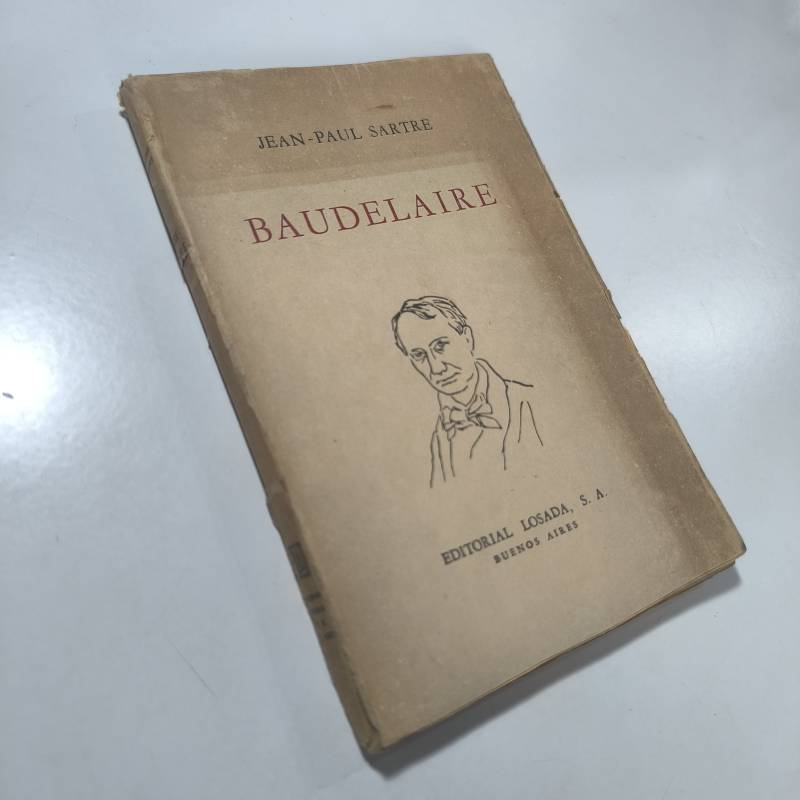 JEAN-PAUL SARTRE
BAUDELAIRE
EDITORIAL LOSADA, S. A.
BUENOS AIRES